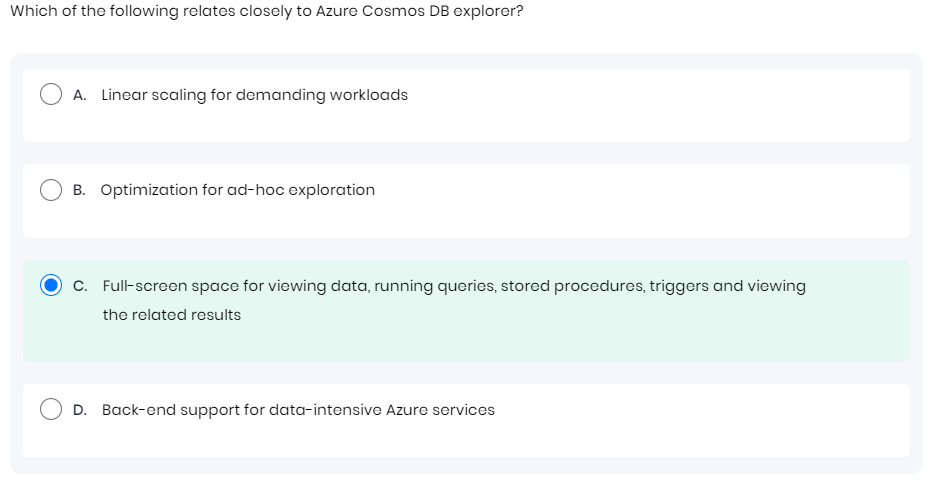 Which of the following relates closely to Azure Cosmos DB explorer?
A. Linear scaling for demanding workloads
B. Optimization for ad-hoc exploration
C. Full-screen space for viewing data, running queries, stored procedures, triggers and viewing
the related results
D. Back-end support for data-intensive Azure services